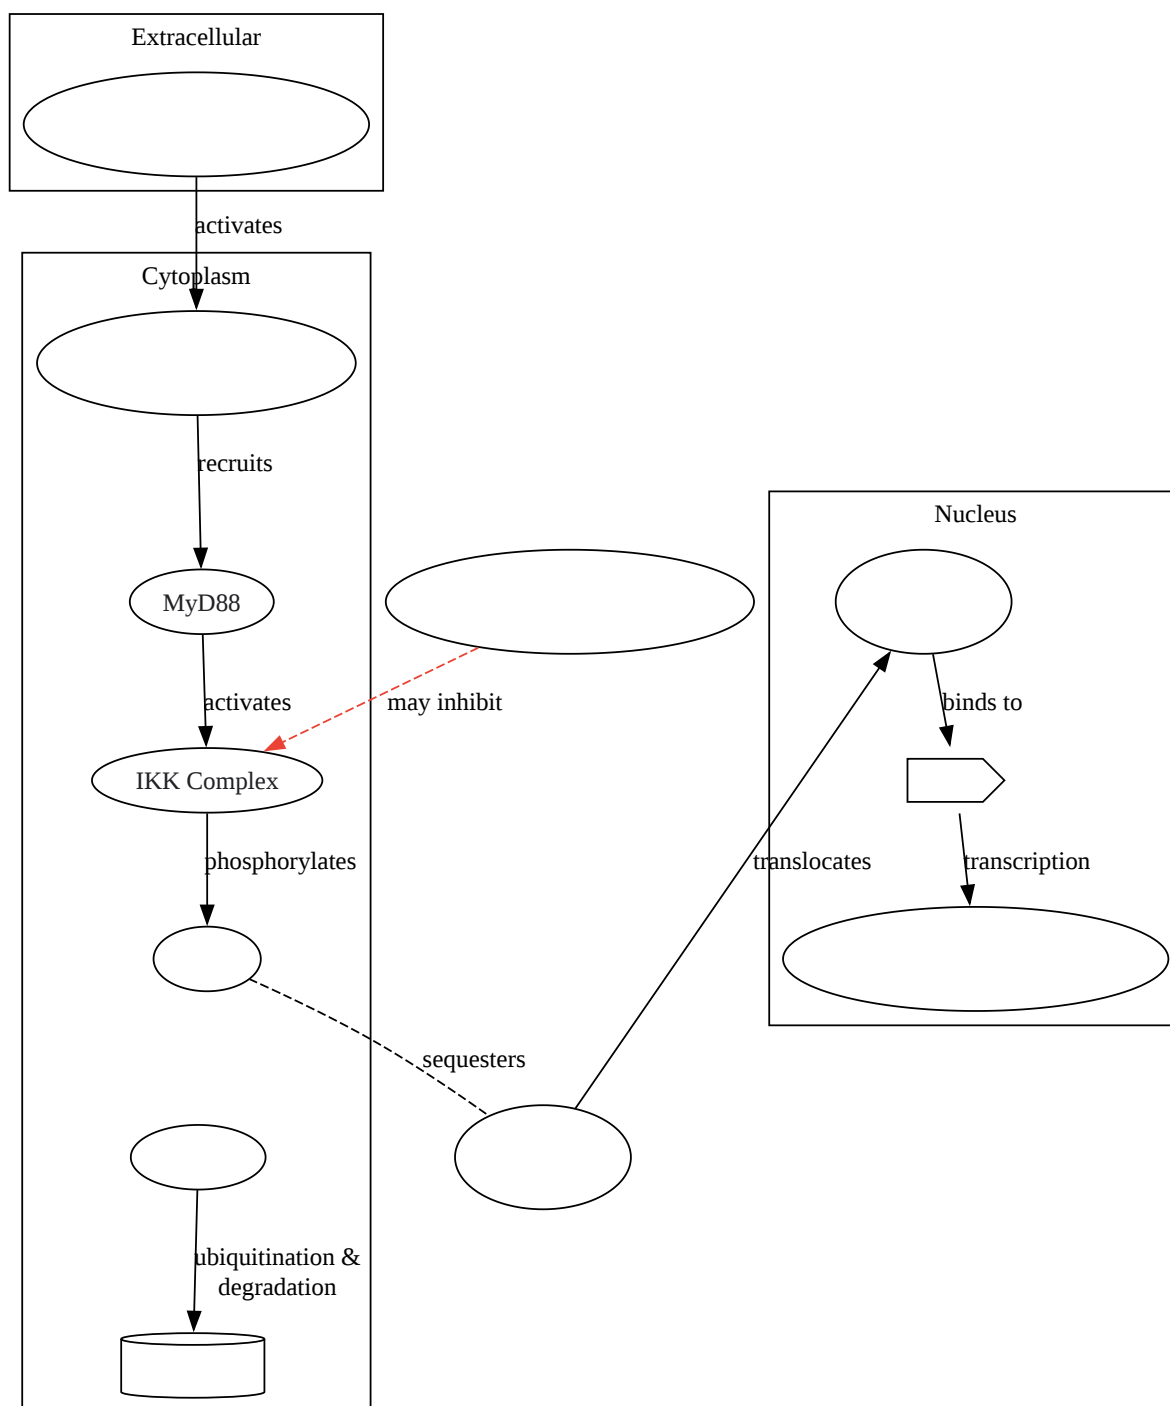 Extracellular
activates
Cytoplasm
recruits
Nucleus
MyD88
activates
may inhibit
binds to
IKK Complex
phosphorylates
translocates
transcription
sequesters
ubiquitination &
degradation